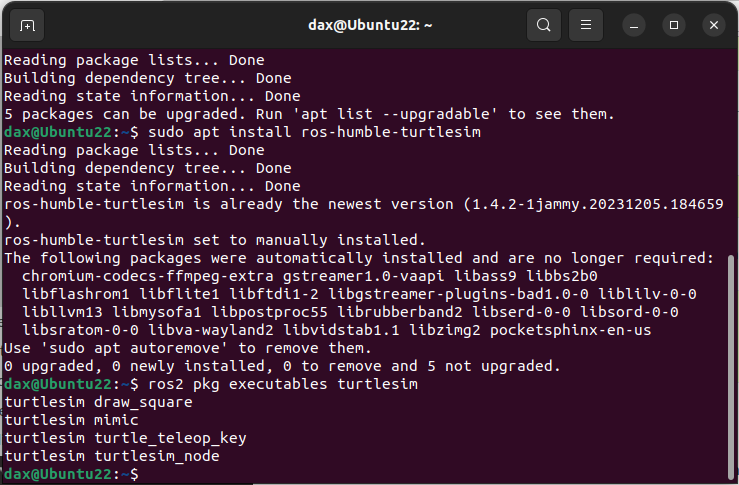 dax@Ubuntu22: ~
Reading package lists... Done
Building dependency tree... Done
Reading state information... Done
5 packages can be upgraded. Run 'apt list --upgradable' to see them.
dax@Ubuntu22:~$ sudo apt install ros-humble-turtlesim
Reading package lists... Done
Building dependency tree... Done
Reading state information... Done
ros-humble-turtlesim is already the newest version (1.4.2-1jammy.20231205.184659
).
ros-humble-turtlesim set to manually installed.
The following packages were automatically installed and are no longer required:
  chromium-codecs-ffmpeg-extra gstreamer1.0-vaapi libass9 libbs2b0
  libflashrom1 libflite1 libftdi1-2 libgstreamer-plugins-bad1.0-0 liblilv-0-0
  libllvm13 libmysofa1 libpostproc55 librubberband2 libserd-0-0 libsord-0-0
  libsratom-0-0 libva-wayland2 libvidstab1.1 libzimg2 pocketsphinx-en-us
Use 'sudo apt autoremove' to remove them.
0 upgraded, 0 newly installed, 0 to remove and 5 not upgraded.
dax@Ubuntu22:~$ ros2 pkg executables turtlesim
turtlesim draw_square
turtlesim mimic
turtlesim turtle_teleop_key
turtlesim turtlesim_node
dax@Ubuntu22:~$